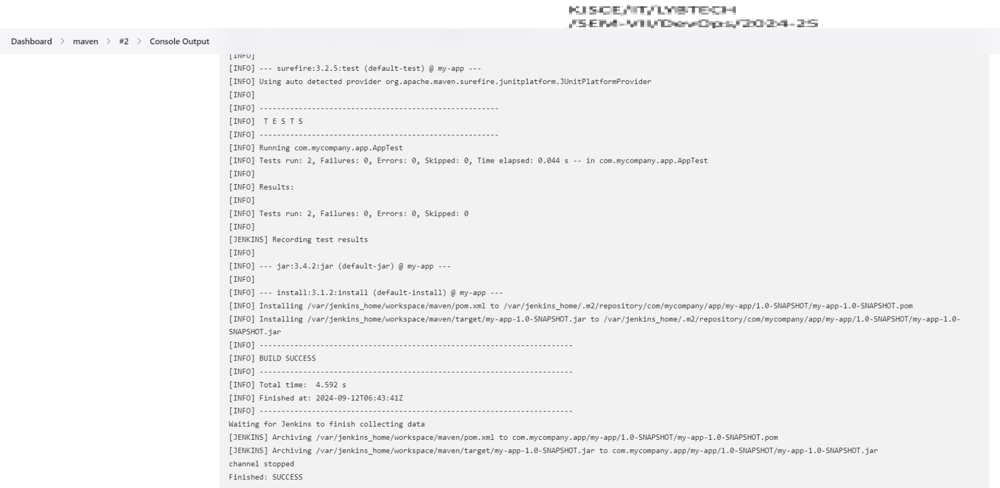 KJSCE/IT/LYBTECH
/SEM-VII/DevOps/2024-25
Dashboard > maven > #2 > Console Output
[INFO]
[INFO] --- surefire:3.2.5:test (default-test) @ my-app ---
[INFO] Using auto detected provider org.apache.maven.surefire.junitplatform.JUnitPlatformProvider
[INFO]
[INFO] -------------------------------------------------------
[INFO]  T E S T S
[INFO] -------------------------------------------------------
[INFO] Running com.mycompany.app.AppTest
[INFO] Tests run: 2, Failures: 0, Errors: 0, Skipped: 0, Time elapsed: 0.044 s -- in com.mycompany.app.AppTest
[INFO]
[INFO] Results:
[INFO]
[INFO] Tests run: 2, Failures: 0, Errors: 0, Skipped: 0
[INFO]
[JENKINS] Recording test results
[INFO]
[INFO] --- jar:3.4.2:jar (default-jar) @ my-app ---
[INFO]
[INFO] --- install:3.1.2:install (default-install) @ my-app ---
[INFO] Installing /var/jenkins_home/workspace/maven/pom.xml to /var/jenkins_home/.m2/repository/com/mycompany/app/my-app/1.0-SNAPSHOT/my-app-1.0-SNAPSHOT.pom
[INFO] Installing /var/jenkins_home/workspace/maven/target/my-app-1.0-SNAPSHOT.jar to /var/jenkins_home/.m2/repository/com/mycompany/app/my-app/1.0-SNAPSHOT/my-app-1.0-
SNAPSHOT.jar
[INFO] ------------------------------------------------------------------------
[INFO] BUILD SUCCESS
[INFO] ------------------------------------------------------------------------
[INFO] Total time:  4.592 s
[INFO] Finished at: 2024-09-12T06:43:41Z
[INFO] ------------------------------------------------------------------------
Waiting for Jenkins to finish collecting data
[JENKINS] Archiving /var/jenkins_home/workspace/maven/pom.xml to com.mycompany.app/my-app/1.0-SNAPSHOT/my-app-1.0-SNAPSHOT.pom
[JENKINS] Archiving /var/jenkins_home/workspace/maven/target/my-app-1.0-SNAPSHOT.jar to com.mycompany.app/my-app/1.0-SNAPSHOT/my-app-1.0-SNAPSHOT.jar
channel stopped
Finished: SUCCESS